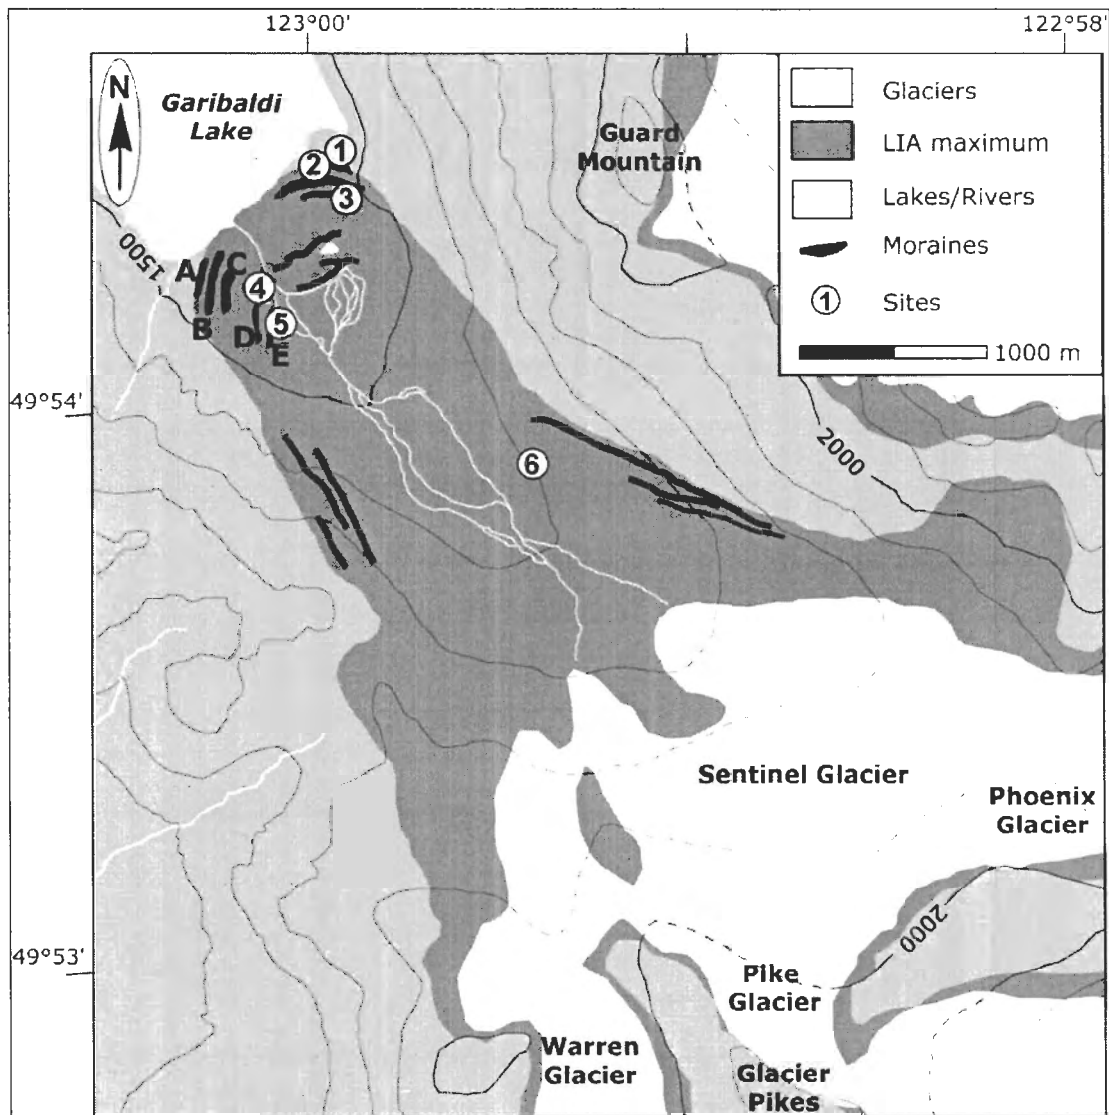 123°00'
122°58'
N
Garibaldi
Lake
Guard
Mountain
Glaciers
LIA maximum
Lakes/Rivers
Moraines
1
Sites
1000 m
1
2
3
1500
A
C
4
B
D
5
E
49°54'
2000
6
Sentinel Glacier
Phoenix
Glacier
2000
49°53'
Pike
Glacier
Warren
Glacier
Glacier
Pikes